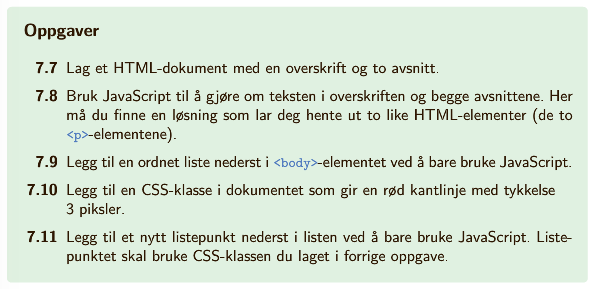 Oppgaver
7.7 Lag et HTML-dokument med en overskrift og to avsnitt.
7.8 Bruk JavaScript til å gjøre om teksten i overskriften og begge avsnittene. Her
må du finne en løsning som lar deg hente ut to like HTML-elementer (de to
<p>-elementene).
7.9 Legg til en ordnet liste nederst i <body>-elementet ved å bare bruke JavaScript.
7.10 Legg til en CSS-klasse i dokumentet som gir en rød kantlinje med tykkelse
3 piksler.
7.11 Legg til et nytt listepunkt nederst i listen ved å bare bruke JavaScript. Liste-
punktet skal bruke CSS-klassen du laget i forrige oppgave.